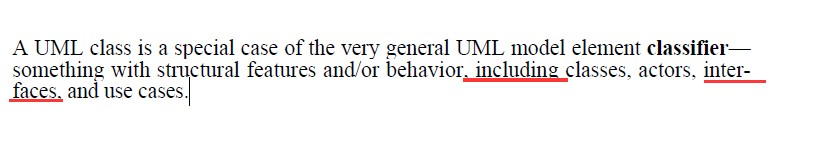 A UML class is a special case of the very general UML model element classifier—
something with structural features and/or behavior, including classes, actors, inter-
faces, and use cases.